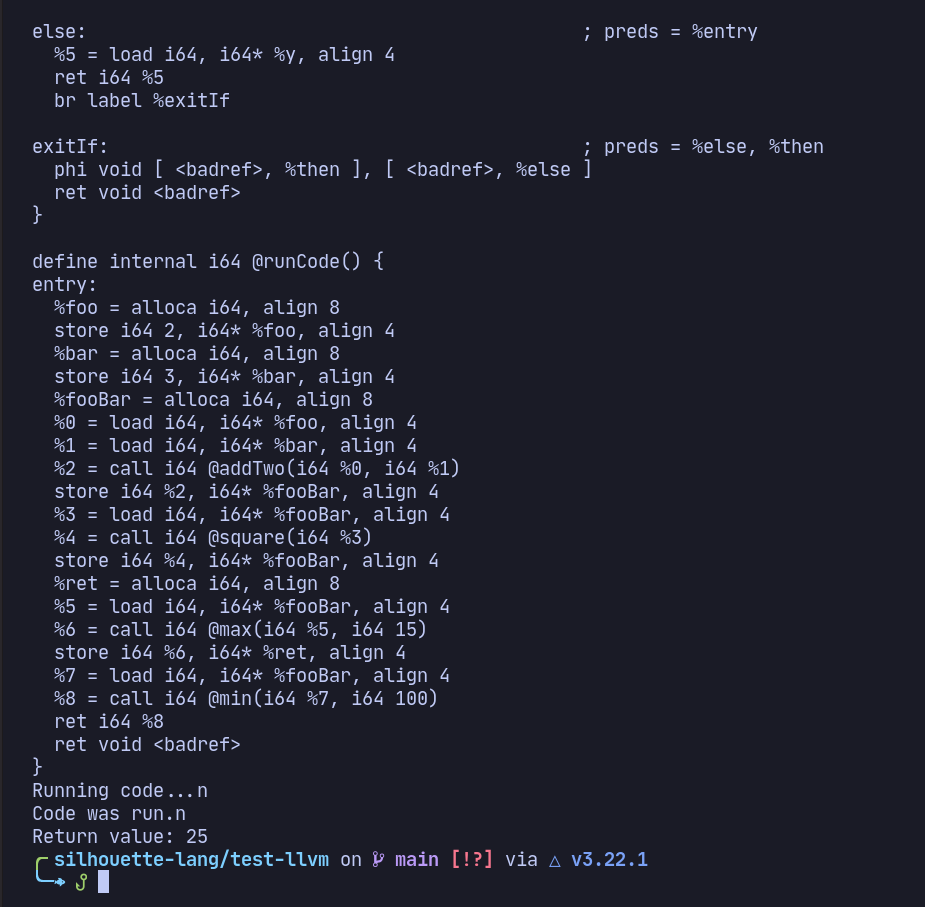 else:                                             ; preds = %entry
  %5 = load i64, i64* %y, align 4
  ret i64 %5
  br label %exitIf

exitIf:                                           ; preds = %else, %then
  phi void [ <badref>, %then ], [ <badref>, %else ]
  ret void <badref>
}

define internal i64 @runCode() {
entry:
  %foo = alloca i64, align 8
  store i64 2, i64* %foo, align 4
  %bar = alloca i64, align 8
  store i64 3, i64* %bar, align 4
  %fooBar = alloca i64, align 8
  %0 = load i64, i64* %foo, align 4
  %1 = load i64, i64* %bar, align 4
  %2 = call i64 @addTwo(i64 %0, i64 %1)
  store i64 %2, i64* %fooBar, align 4
  %3 = load i64, i64* %fooBar, align 4
  %4 = call i64 @square(i64 %3)
  store i64 %4, i64* %fooBar, align 4
  %ret = alloca i64, align 8
  %5 = load i64, i64* %fooBar, align 4
  %6 = call i64 @max(i64 %5, i64 15)
  store i64 %6, i64* %ret, align 4
  %7 = load i64, i64* %fooBar, align 4
  %8 = call i64 @min(i64 %7, i64 100)
  ret i64 %8
  ret void <badref>
}
Running code...n
Code was run.n
Return value: 25
silhouette-lang/test-llvm on main [!?] via △ v3.22.1